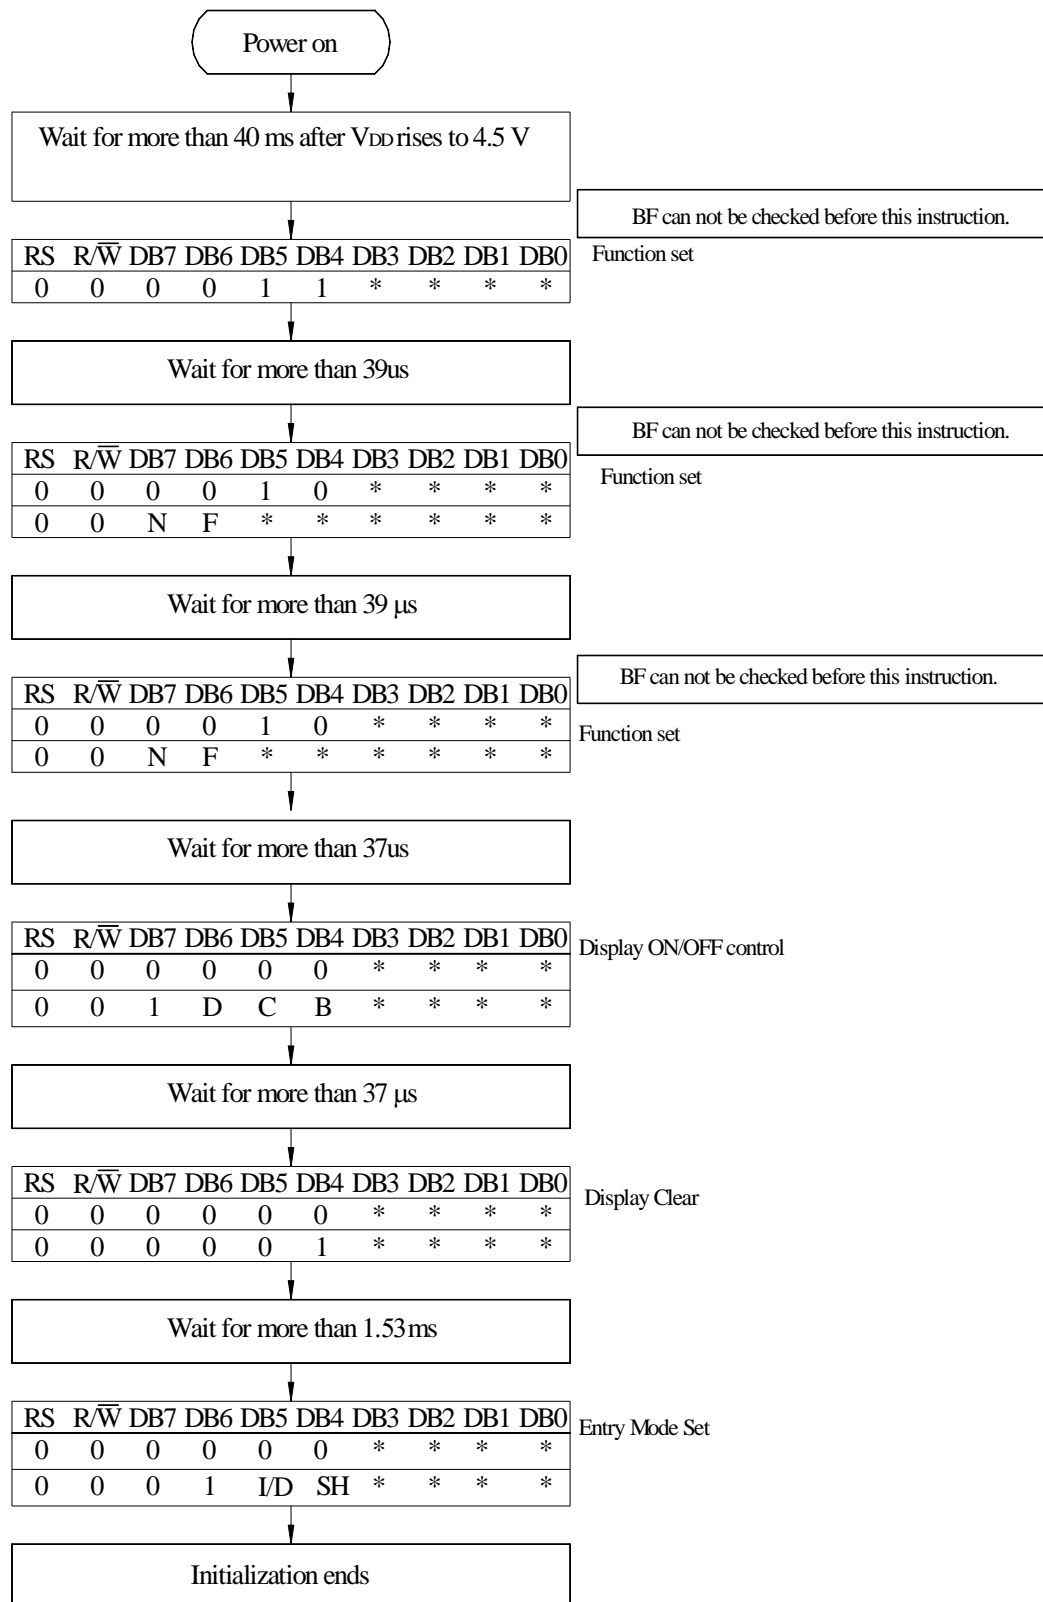 Power on
Wait for more than 40 ms after VDD rises to 4.5 V
BF can not be checked before this instruction.
RS R/W̅ DB7 DB6 DB5 DB4 DB3 DB2 DB1 DB0
Function set
0 0 0 0 1 1 * * * *
Wait for more than 39us
BF can not be checked before this instruction.
RS R/W̅ DB7 DB6 DB5 DB4 DB3 DB2 DB1 DB0
Function set
0 0 0 0 1 0 * * * *
0 0 N F * * * * * *
Wait for more than 39 μs
BF can not be checked before this instruction.
RS R/W̅ DB7 DB6 DB5 DB4 DB3 DB2 DB1 DB0
0 0 0 0 1 0 * * * *
Function set
0 0 N F * * * * * *
Wait for more than 37us
RS R/W̅ DB7 DB6 DB5 DB4 DB3 DB2 DB1 DB0
Display ON/OFF control
0 0 0 0 0 0 * * * *
0 0 1 D C B * * * *
Wait for more than 37 μs
RS R/W̅ DB7 DB6 DB5 DB4 DB3 DB2 DB1 DB0
Display Clear
0 0 0 0 0 0 * * * *
0 0 0 0 0 1 * * * *
Wait for more than 1.53ms
RS R/W̅ DB7 DB6 DB5 DB4 DB3 DB2 DB1 DB0
Entry Mode Set
0 0 0 0 0 0 * * * *
0 0 0 1 I/D SH * * * *
Initialization ends